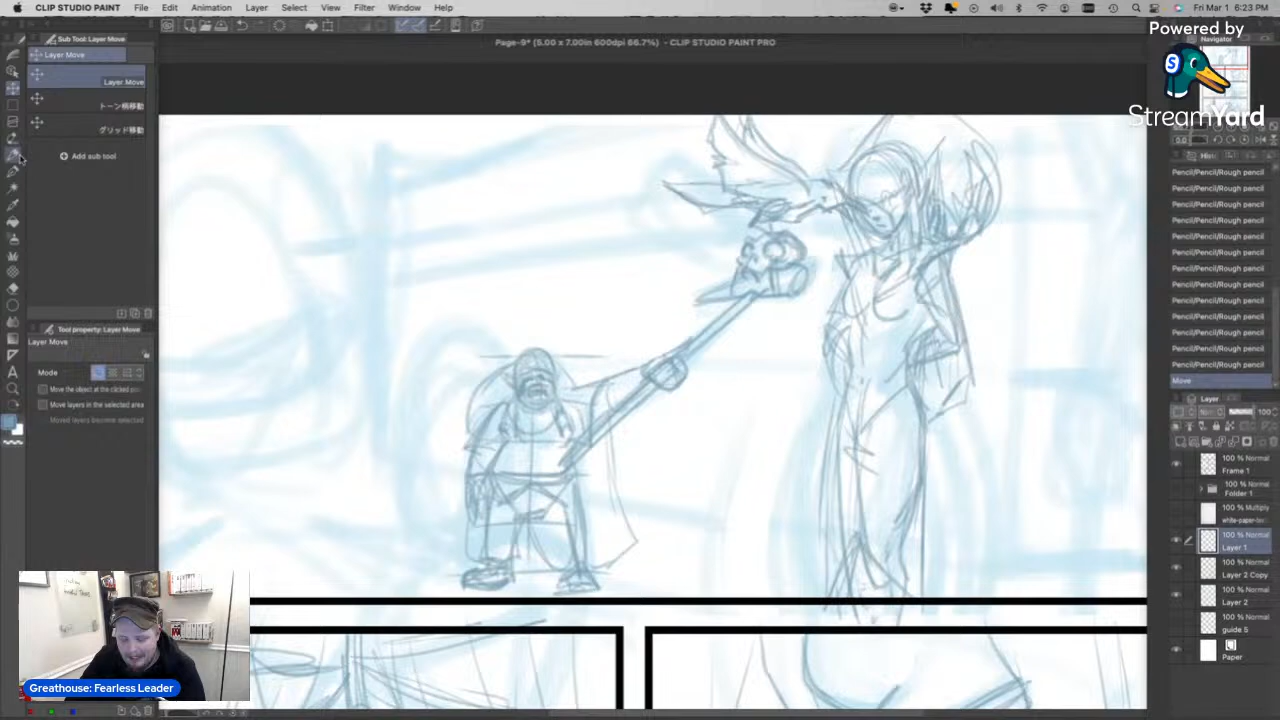 CLIP STUDIO PAINT File Edit Animation Layer Select View Filter Window Help
Fri Mar 1 6:23 PM
Page-9* (5.00 x 7.00in 600dpi 66.7%) - CLIP STUDIO PAINT PRO
Powered by
StreamYard
Navigator
Sub Tool: Layer Move
Layer Move
Layer Move
トーン柄移動
グリッド移動
Add sub tool
Tool property: Layer Move
Layer Move
Mode
Move the object at the clicked
Move layers in the selected area
Moved layers become selected
0.0
Pencil/Pencil/Rough pencil
Pencil/Pencil/Rough pencil
Pencil/Pencil/Rough pencil
Pencil/Pencil/Rough pencil
Pencil/Pencil/Rough pencil
Pencil/Pencil/Rough pencil
Pencil/Pencil/Rough pencil
Pencil/Pencil/Rough pencil
Pencil/Pencil/Rough pencil
Pencil/Pencil/Rough pencil
Pencil/Pencil/Rough pencil
Pencil/Pencil/Rough pencil
Pencil/Pencil/Rough pencil
Move
Layer
100
100 % Normal
Frame 1
100 % Normal
Folder 1
100 % Multiply
100 % Normal
Layer 1
100 % Normal
Layer 2 Copy
100 % Normal
Layer 2
100 % Normal
guide 5
Paper
Greathouse: Fearless Leader